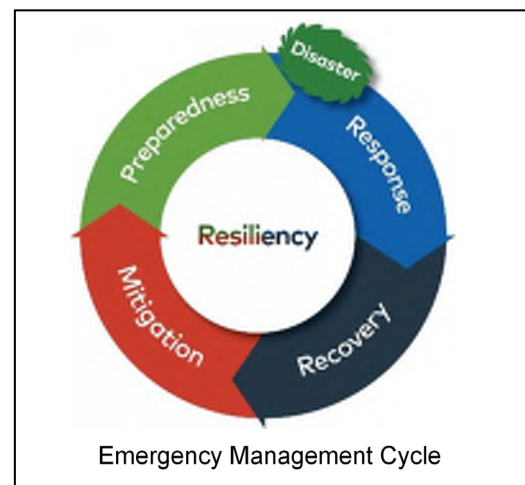 Disaster
Preparedness
Response
Resiliency
Mitigation
Recovery
Emergency Management Cycle